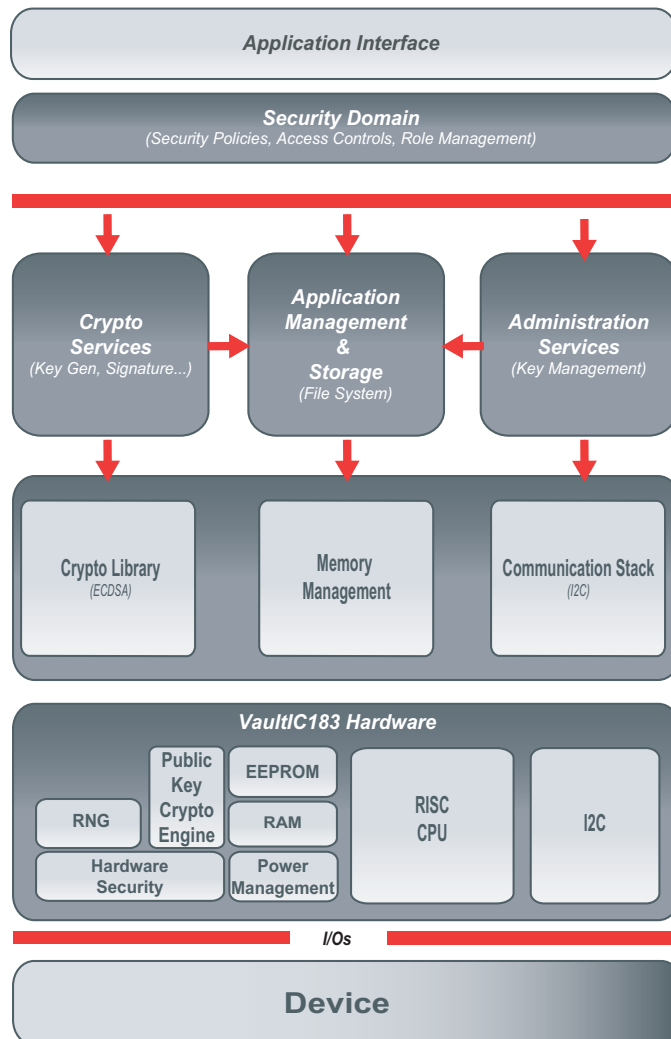 Application Interface
Security Domain
(Security Policies, Access Controls, Role Management)
Crypto
Services
(Key Gen, Signature...)
Application
Management
&
Storage
(File System)
Administration
Services
(Key Management)
Crypto Library
(ECDSA)
Memory
Management
Communication Stack
(I2C)
VaultIC183 Hardware
RNG
Public
Key
Crypto
Engine
EEPROM
RAM
Hardware
Security
Power
Management
RISC
CPU
I2C
I/Os
Device